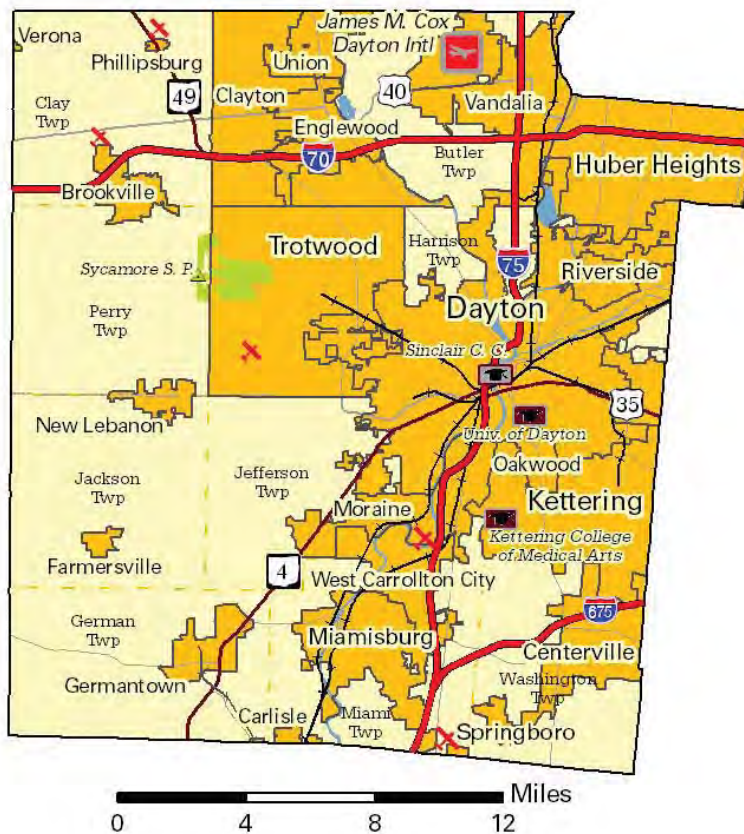 James M. Cox
Dayton Intl
Verona
Phillipsburg
Union
40
49
Clayton
Vandalia
Clay
Twp
Englewood
70
Butler
Twp
Huber Heights
Brookville
Trotwood
Harrison
Twp
75
Riverside
Sycamore S. P.
Perry
Twp
Dayton
Sinclair C. C.
35
New Lebanon
Univ. of Dayton
Oakwood
Jackson
Twp
Jefferson
Twp
Kettering
Moraine
Kettering College
of Medical Arts
Farmersville
4
West Carrollton City
675
German
Twp
Miamisburg
Centerville
Washington
Twp
Germantown
Carlisle
Miami
Twp
Springboro
Miles
0 4 8 12